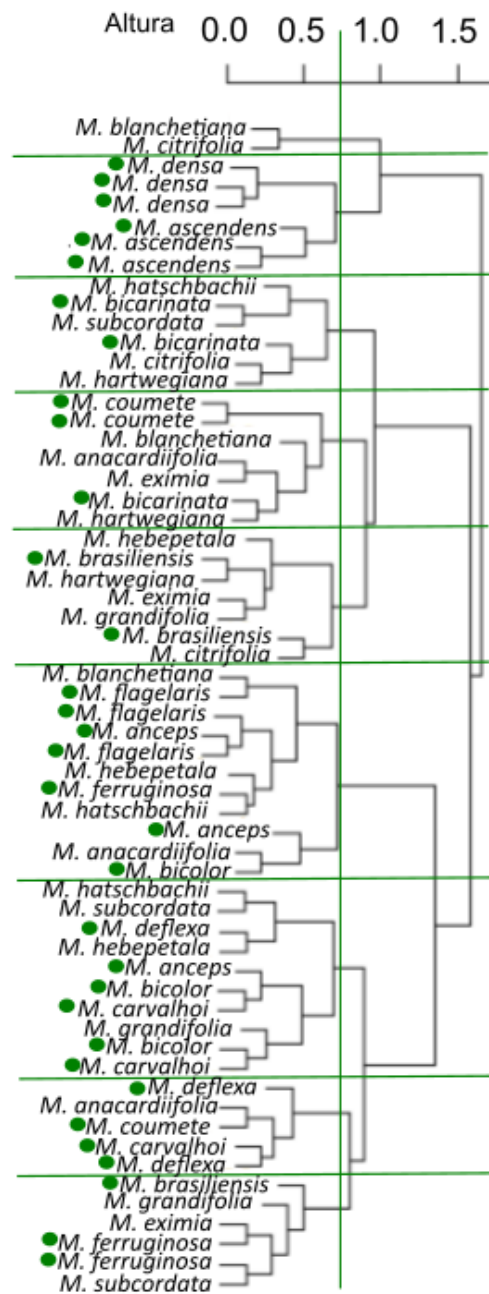 Altura 0.0 0.5 1.0 1.5
M. blanchetiana
M. citrifolia
M. densa
M. densa
M. densa
M. ascendens
M. ascendens
M. ascendens
M. hatschbachii
M. bicarinata
M. subcordata
M. bicarinata
M. citrifolia
M. hartwegiana
M. coumete
M. coumete
M. blanchetiana
M. anacardiifolia
M. eximia
M. bicarinata
M. hartwegiana
M. hebepetala
M. brasiliensis
M. hartwegiana
M. eximia
M. grandifolia
M. brasiliensis
M. citrifolia
M. blanchetiana
M. flagelaris
M. flagelaris
M. anceps
M. flagelaris
M. hebepetala
M. ferruginosa
M. hatschbachii
M. anceps
M. anacardiifolia
M. bicolor
M. hatschbachii
M. subcordata
M. deflexa
M. hebepetala
M. anceps
M. bicolor
M. carvalhoi
M. grandifolia
M. bicolor
M. carvalhoi
M. deflexa
M. anacardiifolia
M. coumete
M. carvalhoi
M. deflexa
M. brasiliensis
M. grandifolia
M. eximia
M. ferruginosa
M. ferruginosa
M. subcordata